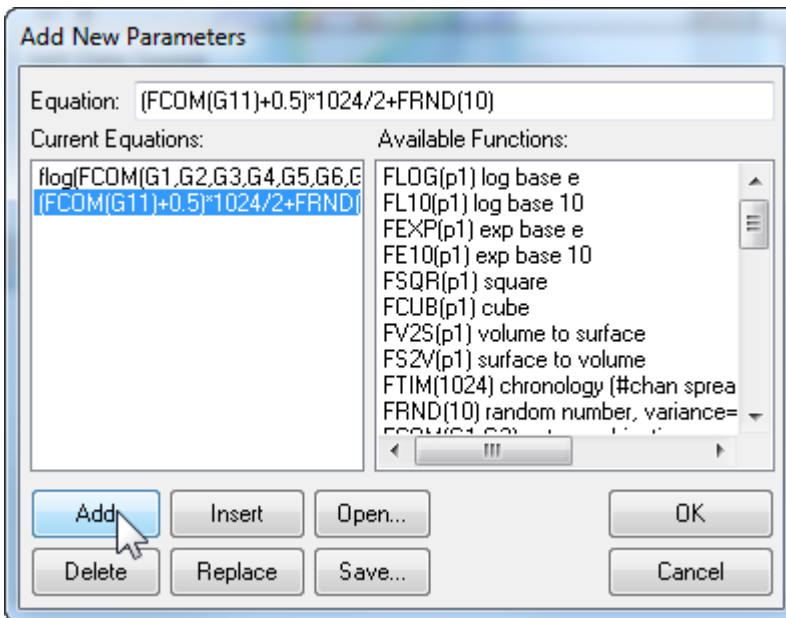 Add New Parameters
Equation: (FCOM(G11)+0.5)*1024/2+FRND(10)
Current Equations:
Available Functions:
flog(FCOM(G1,G2,G3,G4,G5,G6,G
(FCOM(G11)+0.5)*1024/2+FRND(
FLOG(p1) log base e
FL10(p1) log base 10
FEXP(p1) exp base e
FE10(p1) exp base 10
FSQR(p1) square
FCUB(p1) cube
FV2S(p1) volume to surface
FS2V(p1) surface to volume
FTIM(1024) chronology (#chan sprea
FRND(10) random number, variance=
Add Insert Open... OK
Delete Replace Save... Cancel